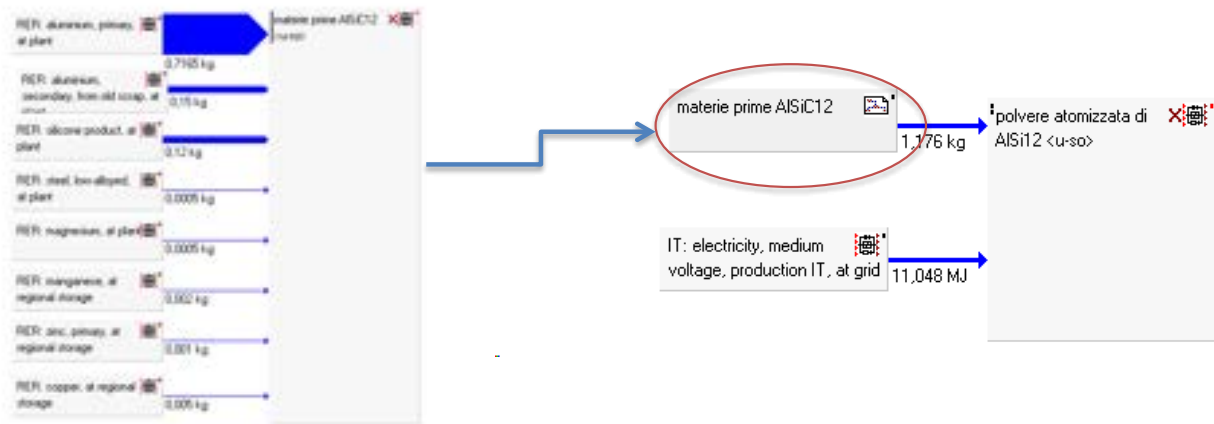 RER: aluminium, primary,
at plant
0,7165 kg
materie prime AlSiC12
<u-so>
RER: aluminium,
secondary, from old scrap, at
plant
0,15 kg
RER: silicone product, at
plant
0,12 kg
RER: steel, low-alloyed,
at plant
0,0005 kg
RER: magnesium, at plant
0,0005 kg
RER: manganese, at
regional storage
0,002 kg
RER: zinc, primary, at
regional storage
0,001 kg
RER: copper, at regional
storage
0,005 kg
materie prime AlSiC12
1,176 kg
polvere atomizzata di
AlSi12 <u-so>
IT: electricity, medium
voltage, production IT, at grid
11,048 MJ